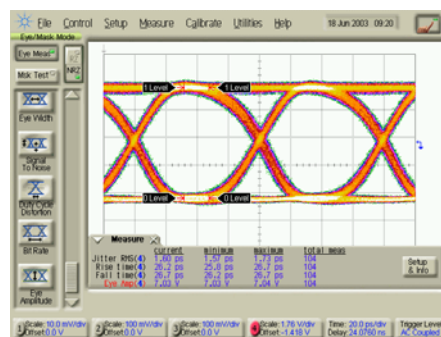 File Control Setup Measure Calibrate Utilities Help 18 Jun 2003 09:20
Eye/Mask Mode
Eye Meas
NRZ
Msk Test
1 Level 1 Level
Eye Width
Signal
To Noise
Duty Cycle
Distortion
0 Level 0 Level
Bit Rate
Measure
current minimum maximum total meas
Jitter RMS(4) 1.60 ps 1.57 ps 1.73 ps 104
Rise time(4) 26.2 ps 25.8 ps 26.7 ps 104
Fall time(4) 26.7 ps 26.2 ps 26.7 ps 104
Eye Amp(4) 7.03 V 7.03 V 7.04 V 104
Setup
& Info
Eye
Amplitude
1 Scale: 10.0 mV/div
Offset: 0.0 V
2 Scale: 100 mV/div
Offset: 0.0 V
3 Scale: 100 mV/div
Offset: 0.0 V
4 Scale: 1.76 V/div
Offset: -1.418 V
Time: 20.0 ps/div
Delay: 24.0760 ns
Trigger Level
AC Coupled